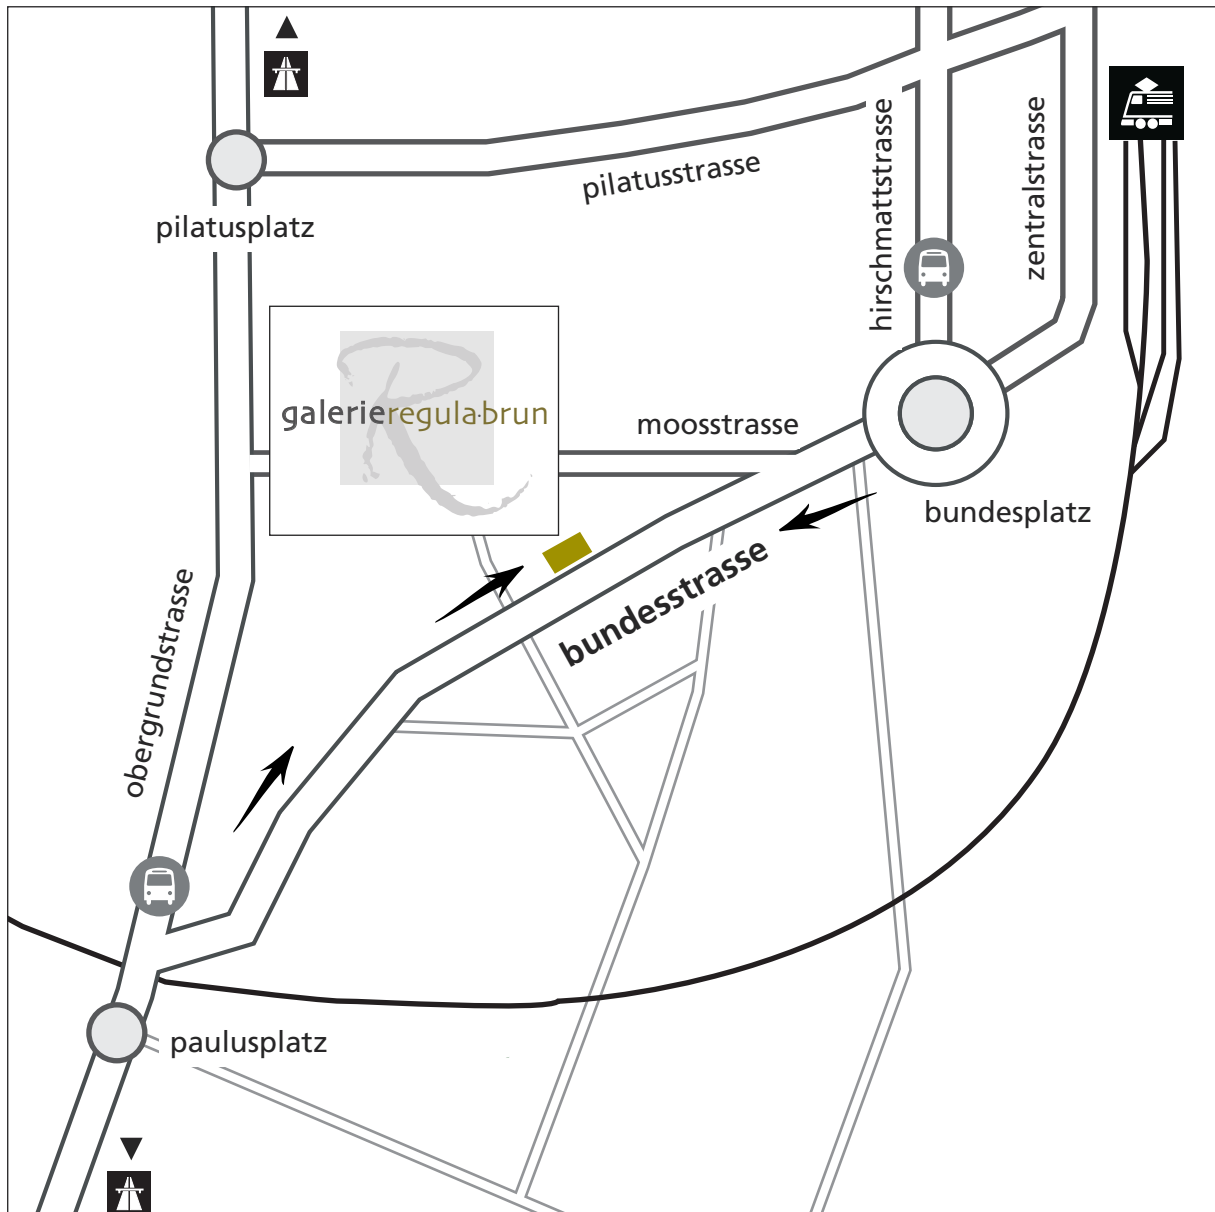 pilatusstrasse
hirschmattstrasse
zentralstrasse
pilatusplatz
galerieregula·brun
moosstrasse
bundesplatz
bundesstrasse
obergrundstrasse
paulusplatz